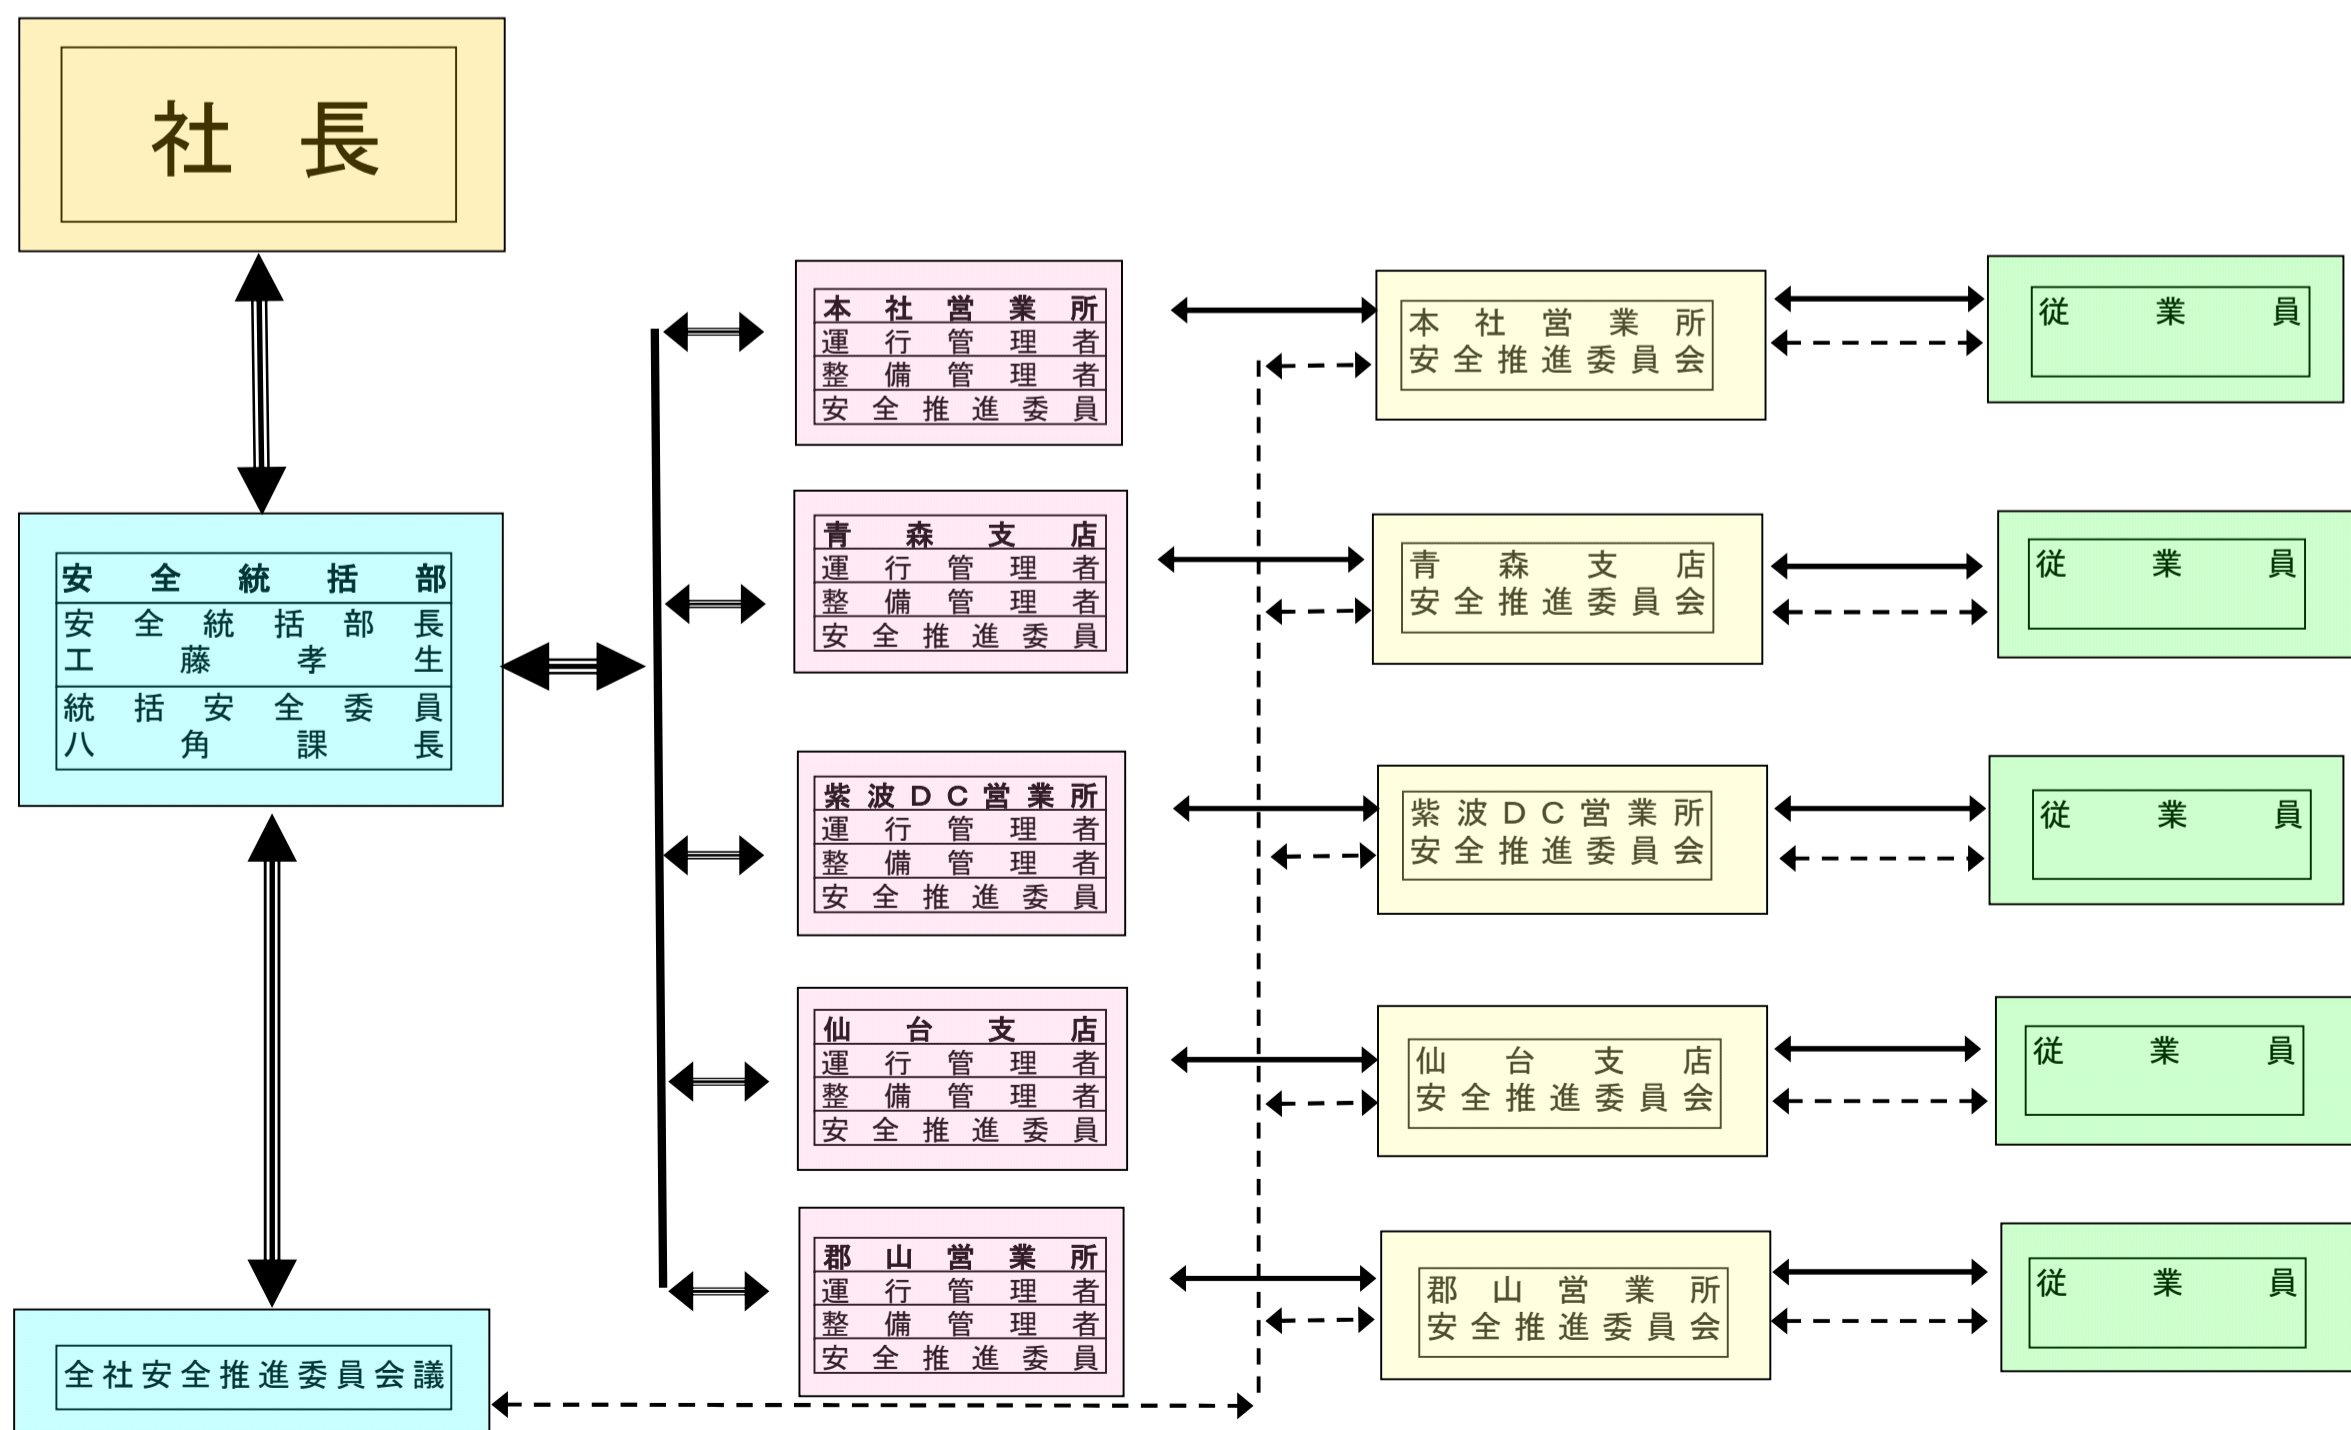 社長
安全統括部
安全統括部長
工藤孝生
統括安全委員
八角課長
全社安全推進委員会議
本社営業所
運行管理者
整備管理者
安全推進委員
青森支店
運行管理者
整備管理者
安全推進委員
紫波DC営業所
運行管理者
整備管理者
安全推進委員
仙台支店
運行管理者
整備管理者
安全推進委員
郡山営業所
運行管理者
整備管理者
安全推進委員
本社営業所
安全推進委員会
青森支店
安全推進委員会
紫波DC営業所
安全推進委員会
仙台支店
安全推進委員会
郡山営業所
安全推進委員会
従業員
従業員
従業員
従業員
従業員